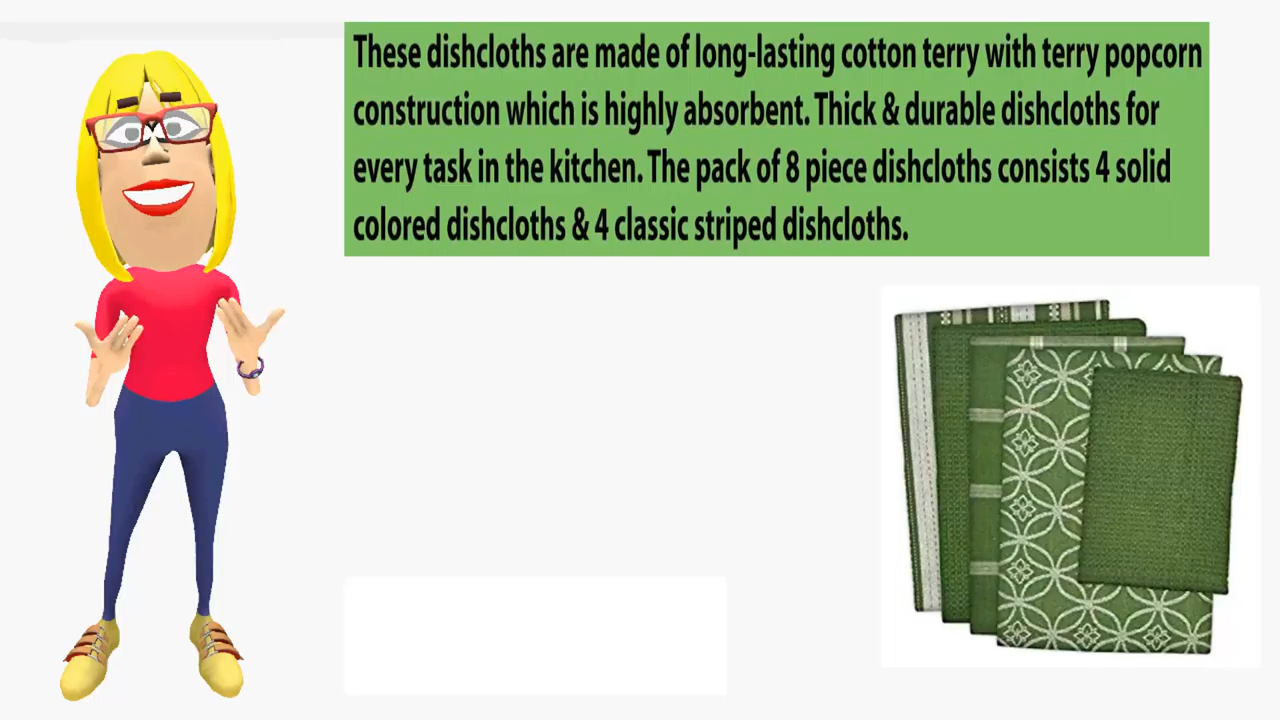 These dishcloths are made of long-lasting cotton terry with terry popcorn
construction which is highly absorbent. Thick & durable dishcloths for
every task in the kitchen. The pack of 8 piece dishcloths consists 4 solid
colored dishcloths & 4 classic striped dishcloths.